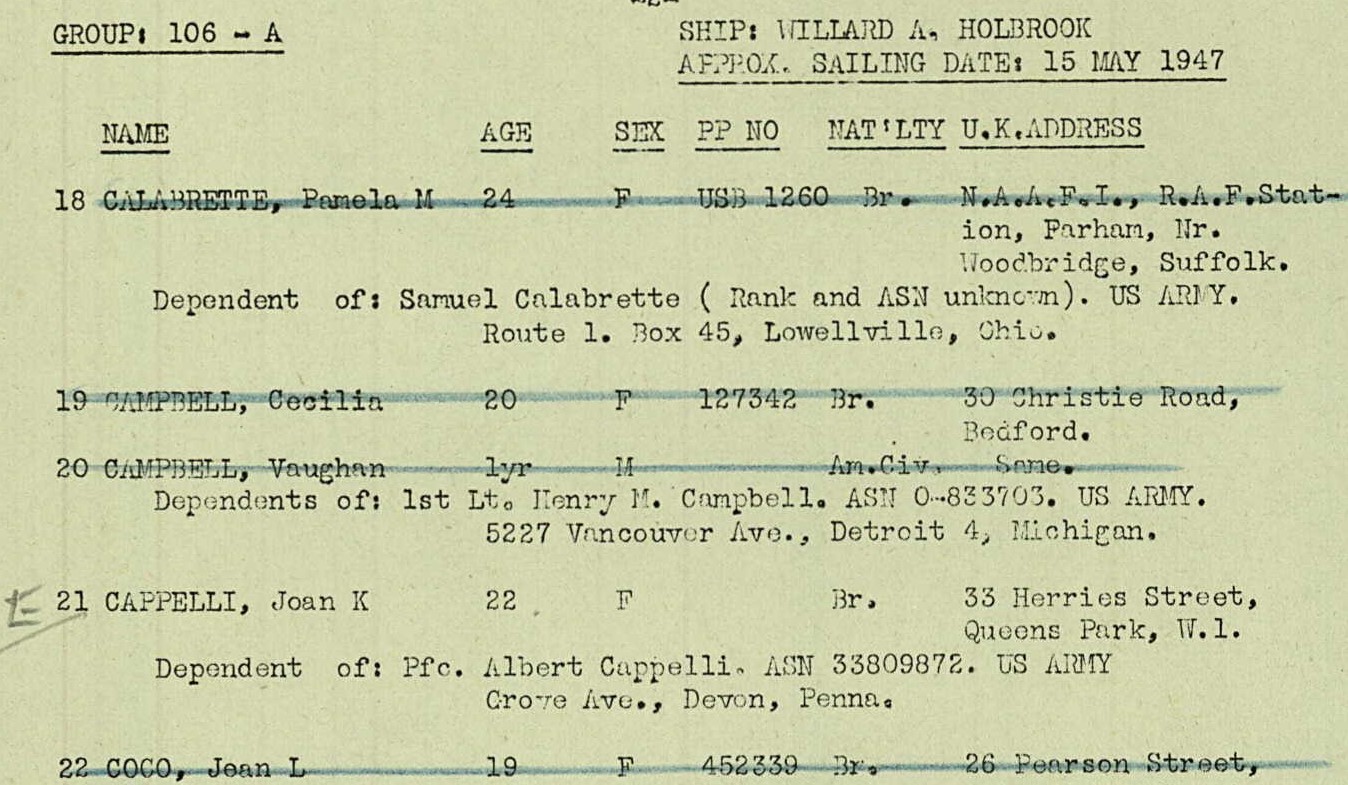 GROUP: 106 - A
SHIP: WILLARD A. HOLBROOK
APPROX. SAILING DATE: 15 MAY 1947
NAME AGE SEX PP NO NAT'LTY U.K.ADDRESS
18 CALABRETTE, Pamela M 24 F USB 1260 Br. N.A.A.F.I., R.A.F.Stat-
ion, Parham, Nr.
Woodbridge, Suffolk.
Dependent of: Samuel Calabrette ( Rank and ASN unknown). US ARMY.
Route 1. Box 45, Lowellville, Ohio.
19 CAMPBELL, Cecilia 20 F 127342 Br. 30 Christie Road,
Bedford.
20 CAMPBELL, Vaughan 1yr M Am.Civ. Same.
Dependents of: 1st Lt. Henry M. Campbell. ASN O-833703. US ARMY.
5227 Vancouver Ave., Detroit 4, Michigan.
21 CAPPELLI, Joan K 22 F Br. 33 Herries Street,
Queens Park, W.1.
Dependent of: Pfc. Albert Cappelli. ASN 33809872. US ARMY
Grove Ave., Devon, Penna.
22 COCO, Jean L 19 F 452339 Br. 26 Pearson Street,